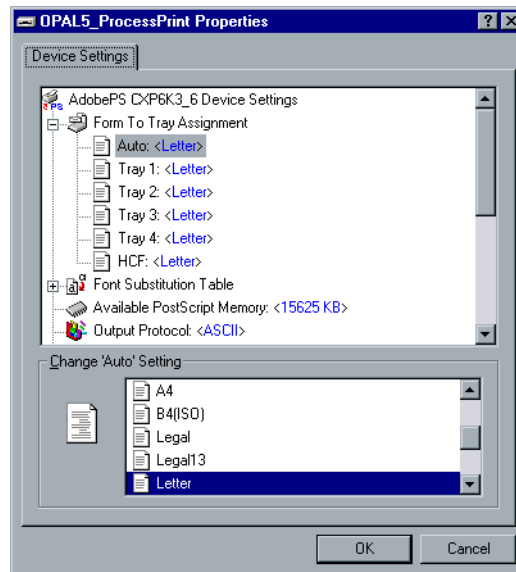 OPAL5_ProcessPrint Properties
Device Settings
AdobePS CXP6K3_6 Device Settings
Form To Tray Assignment
Auto: <Letter>
Tray 1: <Letter>
Tray 2: <Letter>
Tray 3: <Letter>
Tray 4: <Letter>
HCF: <Letter>
Font Substitution Table
Available PostScript Memory: <15625 KB>
Output Protocol: <ASCII>
Change 'Auto' Setting
A4
B4(ISO)
Legal
Legal13
Letter
OK Cancel